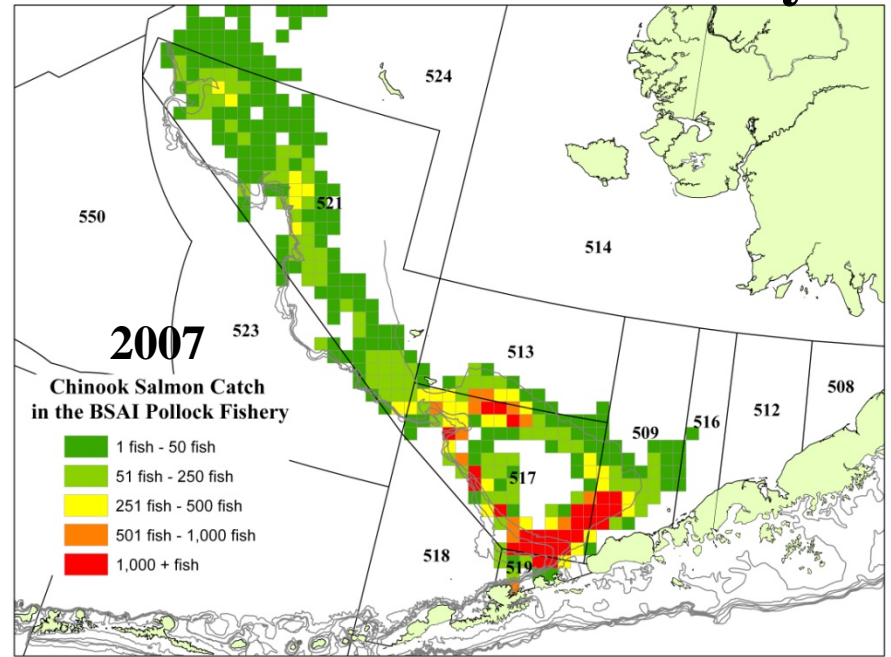 524
550
521
514
523
2007
513
508
Chinook Salmon Catch
in the BSAI Pollock Fishery
516
512
509
1 fish - 50 fish
51 fish - 250 fish
517
251 fish - 500 fish
501 fish - 1,000 fish
518
1,000 + fish
519